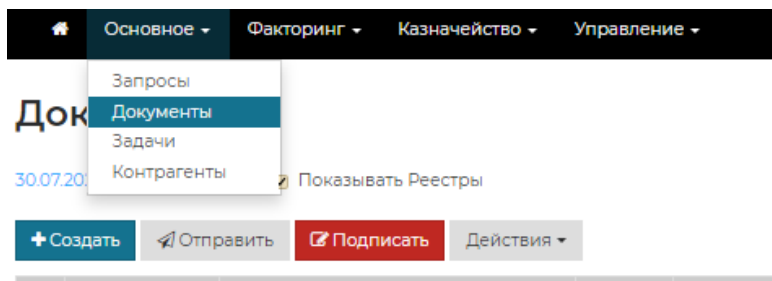 Основное Факторинг Казначейство Управление
Запросы
Документы
Задачи
Контрагенты
Показывать Реестры
Создать Отправить Подписать Действия